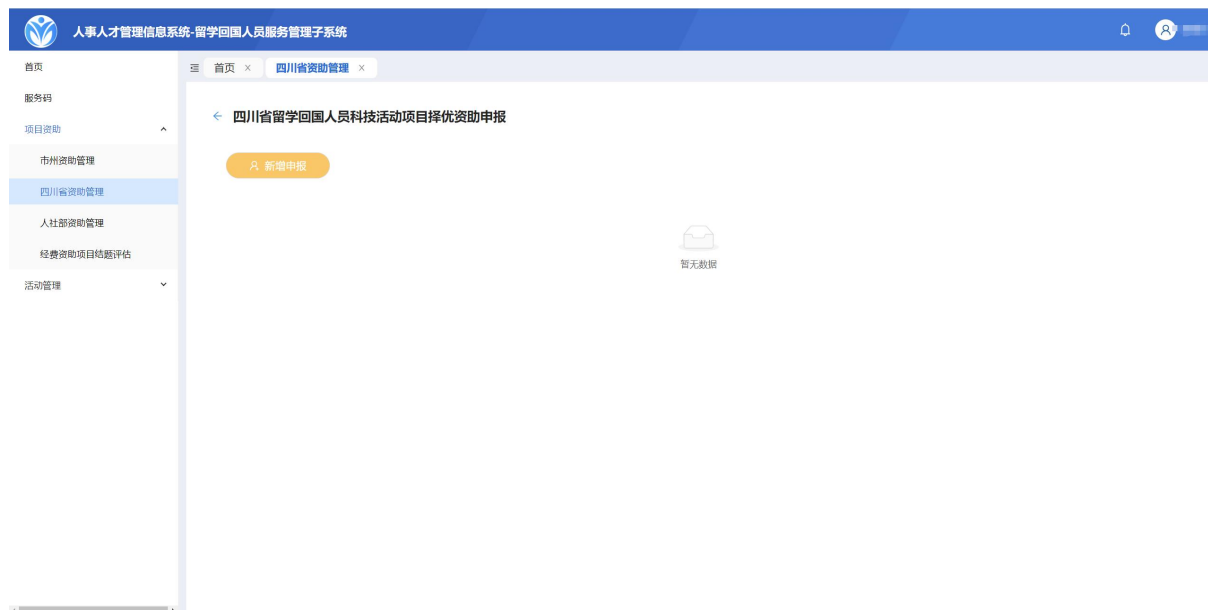 人事人才管理信息系统-留学回国人员服务管理子系统
首页
服务码
项目资助
市州资助管理
四川省资助管理
人社部资助管理
经费资助项目结题评估
活动管理
首页 × 四川省资助管理 ×
四川省留学回国人员科技活动项目择优资助申报
新增申报
暂无数据